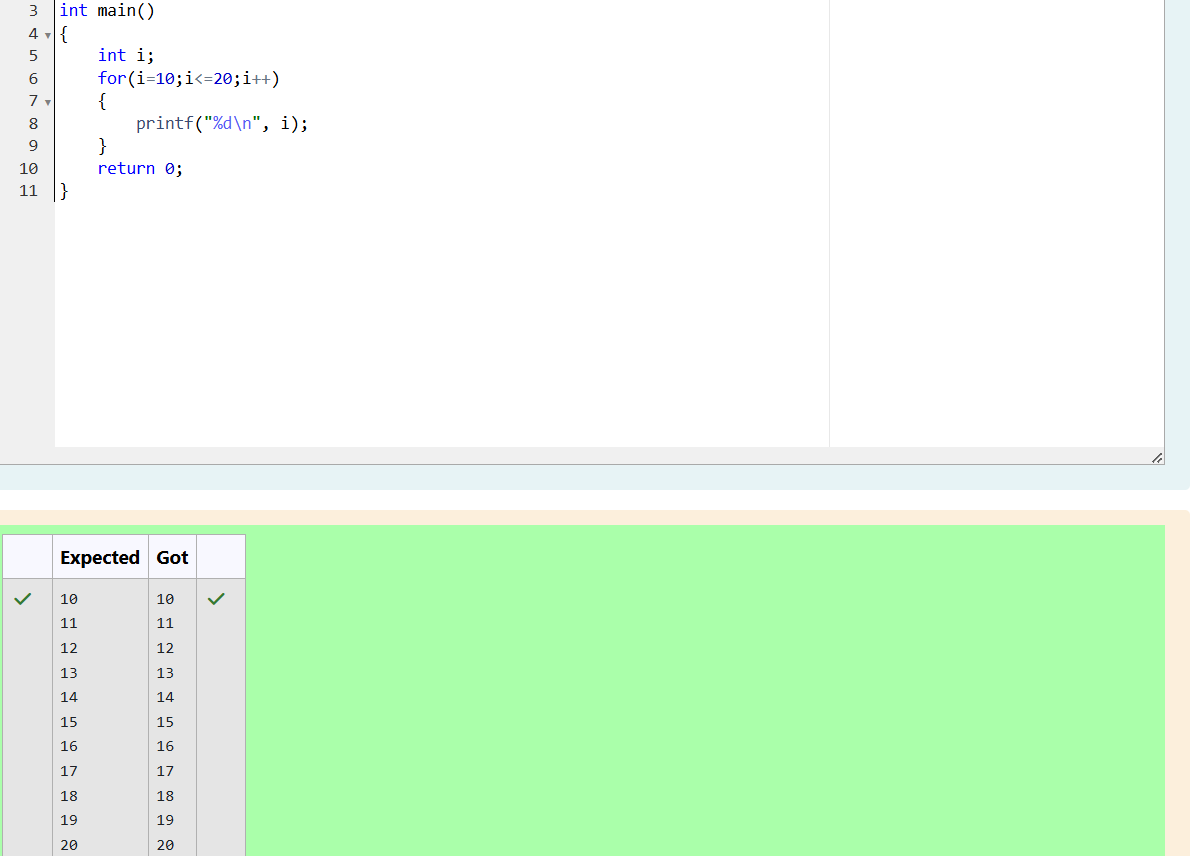 3 int main()
4 {
5     int i;
6     for(i=10;i<=20;i++)
7     {
8         printf("%d\n", i);
9     }
10     return 0;
11 }
Expected Got
10 10
11 11
12 12
13 13
14 14
15 15
16 16
17 17
18 18
19 19
20 20